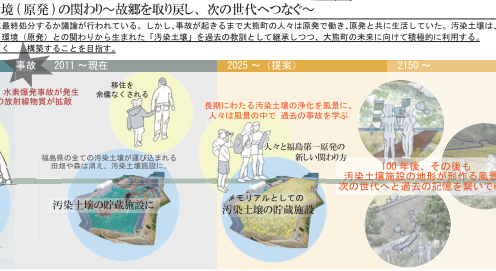 境(原発)の関わり～故郷を取り戻し、次の世代へつなぐ～
最終処分するか議論が行われている。しかし、事故が起きるまで大熊町の人々は原発で働き、原発と共に生活していた。汚染土壌は、
環境(原発)との関わりから生まれた「汚染土壌」を過去の教訓として継承しつつ、大熊町の未来に向けて積極的に利用する。
しく 構築することを目指す。
事故
2011～現在
2025～(提案)
2150～
水素爆発事故が発生
放射線物質が拡散
移住を
余儀なくされる
福島県の全ての汚染土壌が運び込まれる
田畑や森は消え、汚染土壌施設に。
汚染土壌の貯蔵施設に
長期にわたる汚染土壌の浄化を風景に。
人々は風景の中で 過去の事故を学ぶ
人々と福島第一原発の
新しい関わり方
メモリアルとしての
汚染土壌の貯蔵施設
100年後、その後も
汚染土壌施設の地形が形作る風景
次の世代へと過去の記憶を繋いで